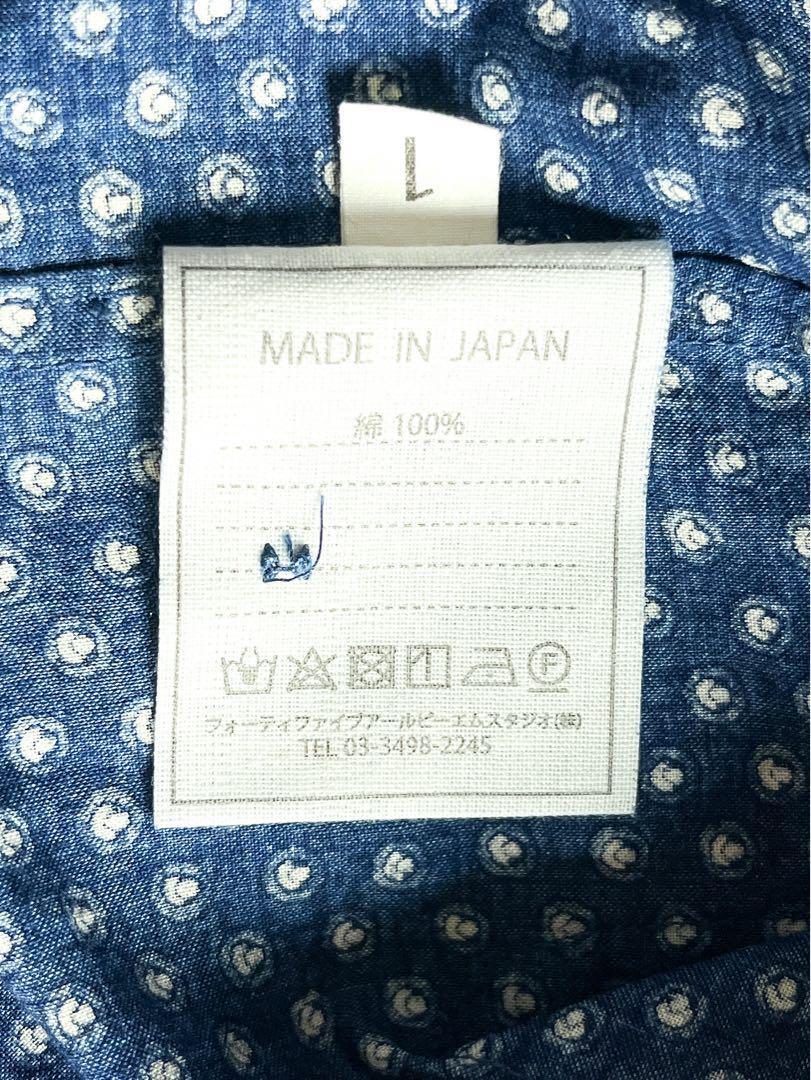 1
MADE IN JAPAN
綿 100%
フォーティファイブアールピーエムスタジオ(株)
TEL 03-3498-2245